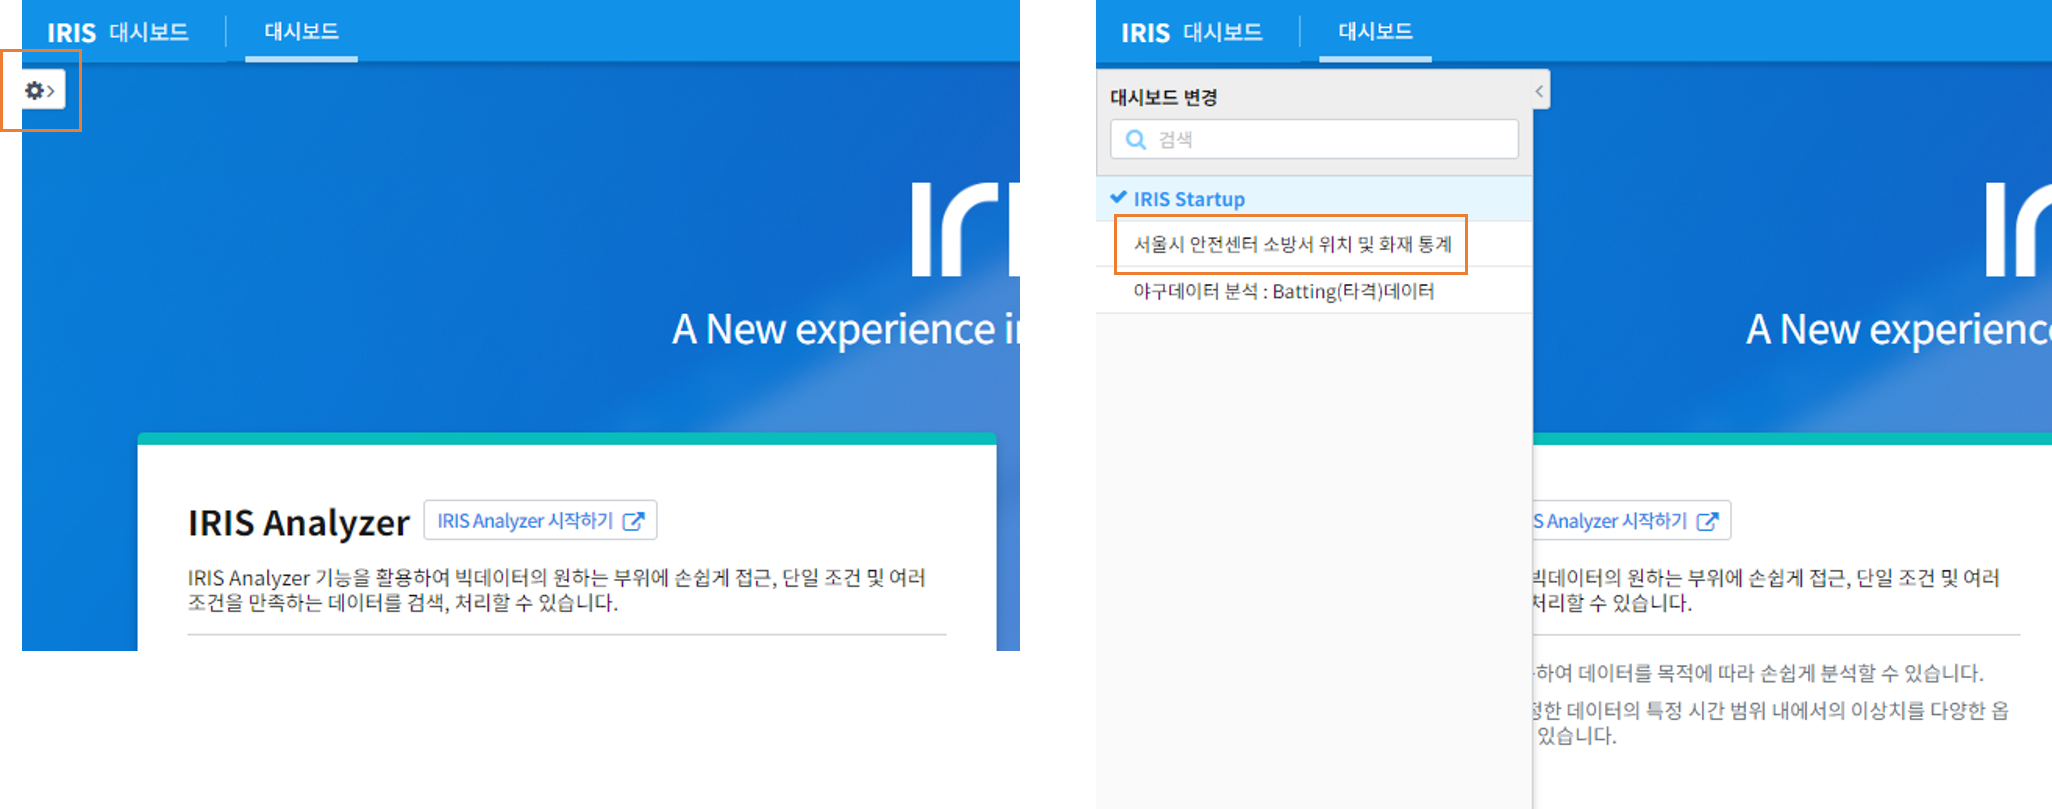 IRIS 대시보드
대시보드
A New experience i
IRIS Analyzer
IRIS Analyzer 시작하기
IRIS Analyzer 기능을 활용하여 빅데이터의 원하는 부위에 손쉽게 접근, 단일 조건 및 여러
조건을 만족하는 데이터를 검색, 처리할 수 있습니다.
IRIS 대시보드
대시보드
대시보드 변경
검색
IRIS Startup
서울시 안전센터 소방서 위치 및 화재 통계
야구데이터 분석 : Batting(타격)데이터
A New experienc
S Analyzer 시작하기
빅데이터의 원하는 부위에 손쉽게 접근, 단일 조건 및 여러
처리할 수 있습니다.
하여 데이터를 목적에 따라 손쉽게 분석할 수 있습니다.
정한 데이터의 특정 시간 범위 내에서의 이상치를 다양한 옵
있습니다.